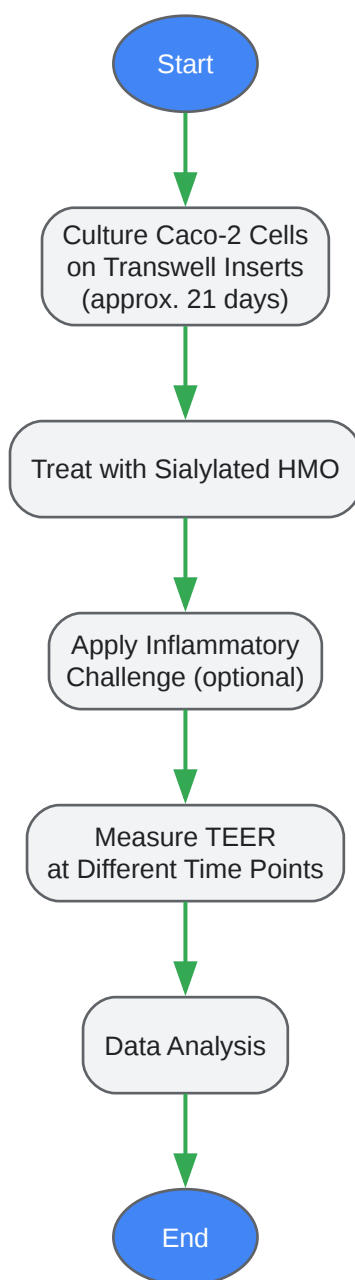 Start
Culture Caco-2 Cells
on Transwell Inserts
(approx. 21 days)
Treat with Sialylated HMO
Apply Inflammatory
Challenge (optional)
Measure TEER
at Different Time Points
Data Analysis
End